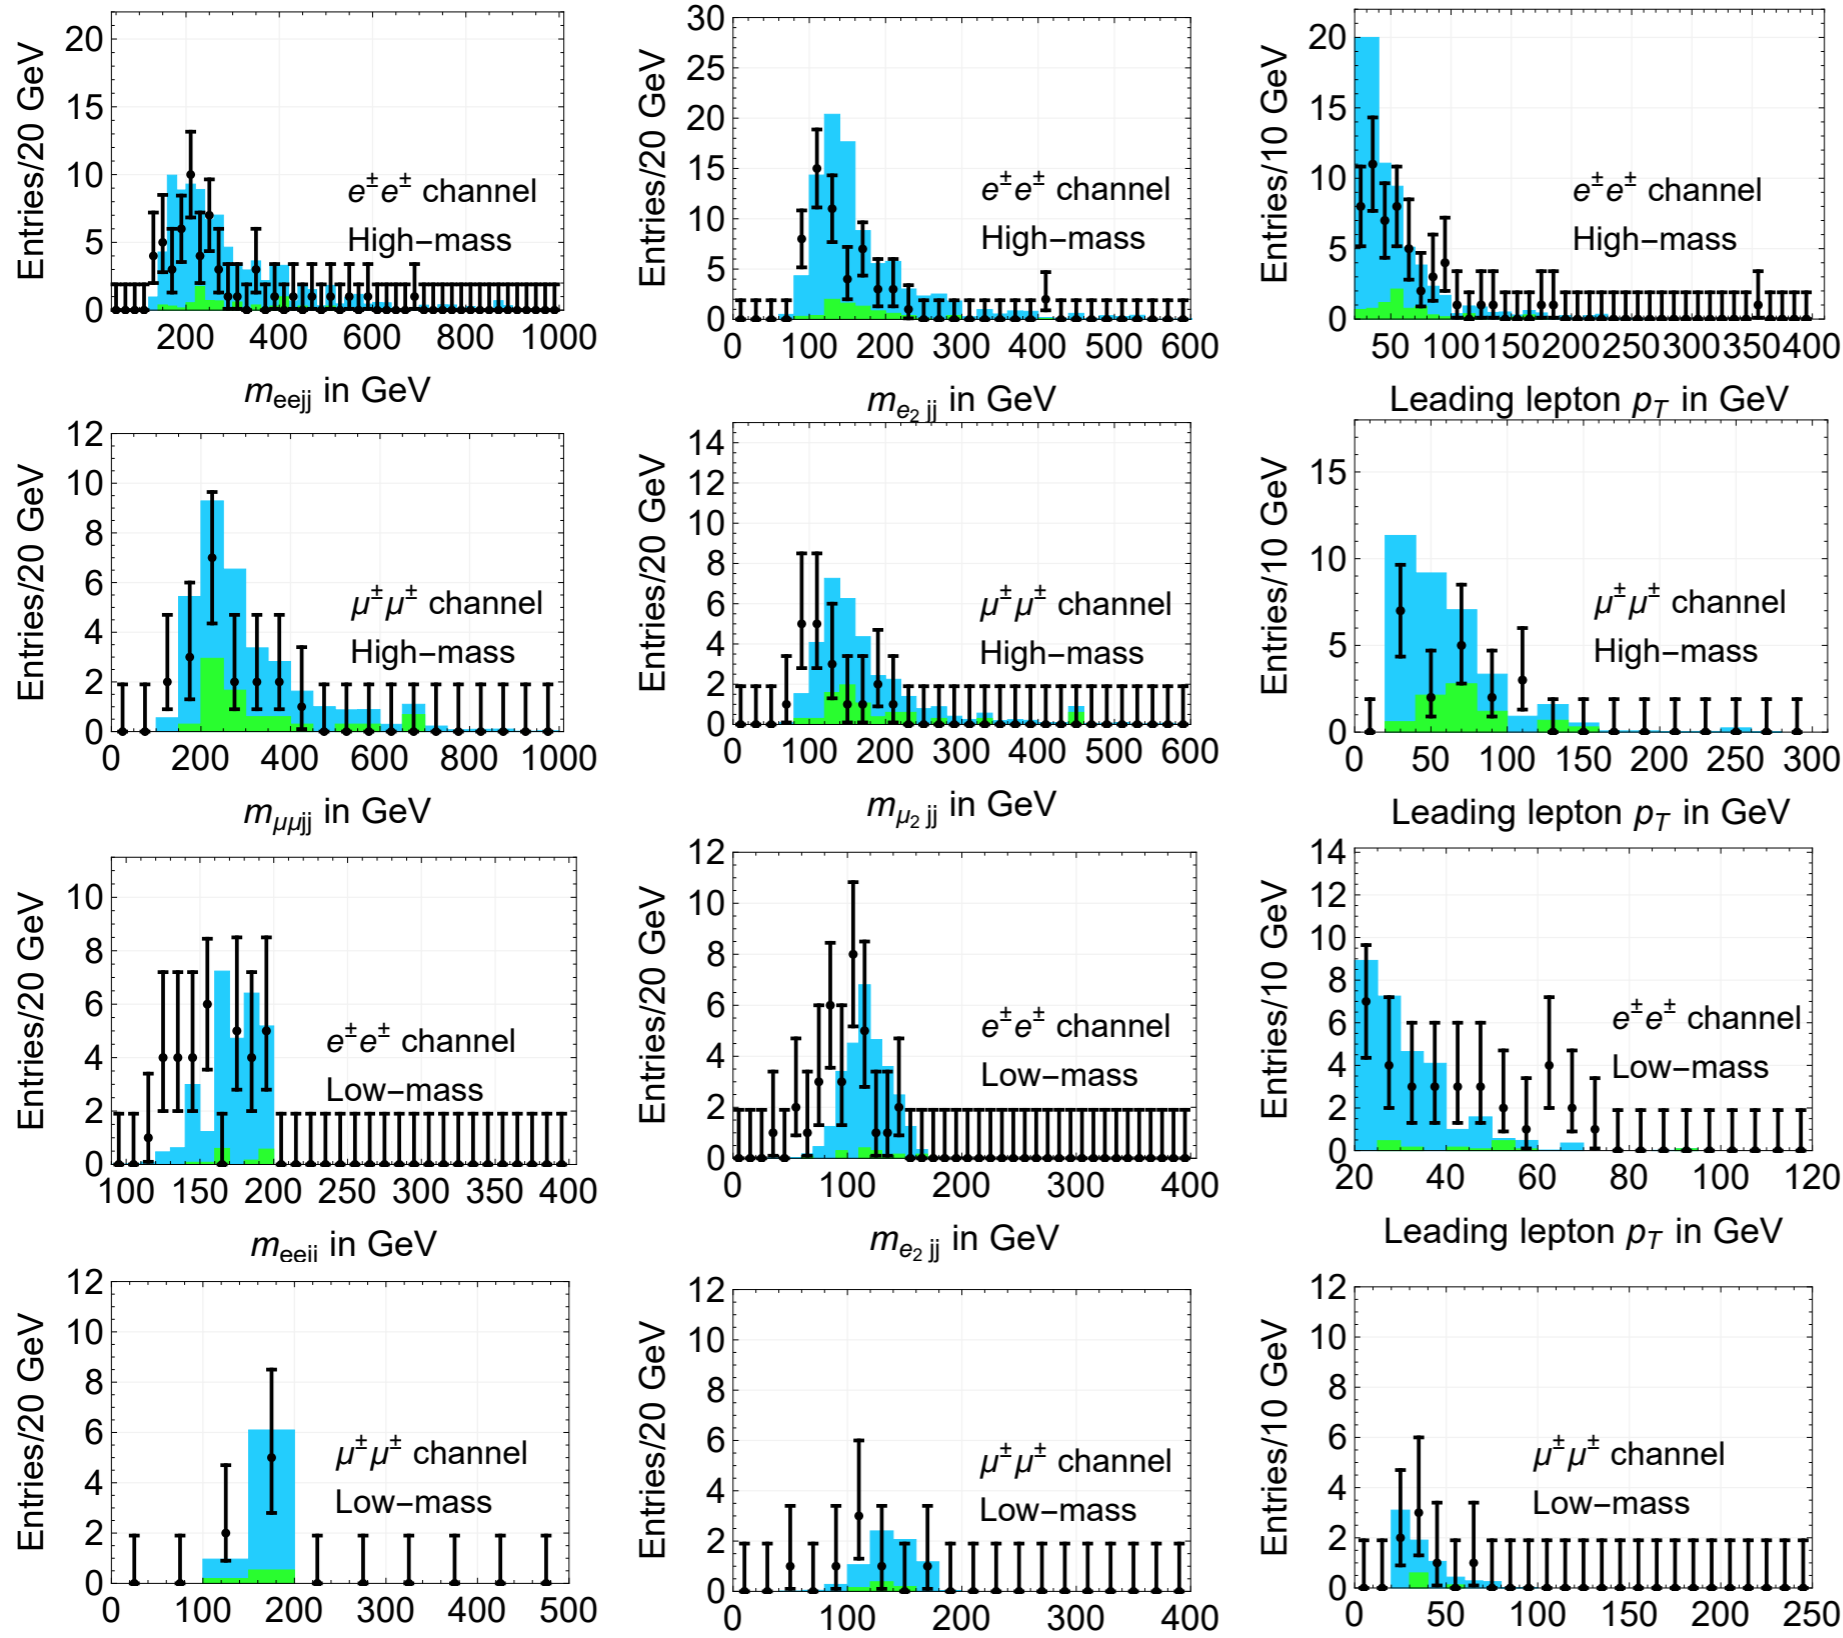 Entries/20 GeV
20
15
10
5
0
200 400 600 800 1000
e±e± channel
High−mass
m_eejj in GeV
Entries/20 GeV
30
25
20
15
10
5
0
0 100 200 300 400 500 600
e±e± channel
High−mass
m_e2 jj in GeV
Entries/10 GeV
20
15
10
5
0
50 100 150 200 250 300 350 400
e±e± channel
High−mass
Leading lepton p_T in GeV
Entries/20 GeV
12
10
8
6
4
2
0
0 200 400 600 800 1000
μ±μ± channel
High−mass
m_μμjj in GeV
Entries/20 GeV
14
12
10
8
6
4
2
0
0 100 200 300 400 500 600
μ±μ± channel
High−mass
m_μ2 jj in GeV
Entries/10 GeV
15
10
5
0
0 50 100 150 200 250 300
μ±μ± channel
High−mass
Leading lepton p_T in GeV
Entries/20 GeV
10
8
6
4
2
0
100 150 200 250 300 350 400
e±e± channel
Low−mass
m_eejj in GeV
Entries/20 GeV
12
10
8
6
4
2
0
0 100 200 300 400
e±e± channel
Low−mass
m_e2 jj in GeV
Entries/10 GeV
14
12
10
8
6
4
2
0
20 40 60 80 100 120
e±e± channel
Low−mass
Leading lepton p_T in GeV
Entries/20 GeV
12
10
8
6
4
2
0
0 100 200 300 400 500
μ±μ± channel
Low−mass
Entries/20 GeV
12
10
8
6
4
2
0
0 100 200 300 400
μ±μ± channel
Low−mass
Entries/10 GeV
12
10
8
6
4
2
0
0 50 100 150 200 250
μ±μ± channel
Low−mass